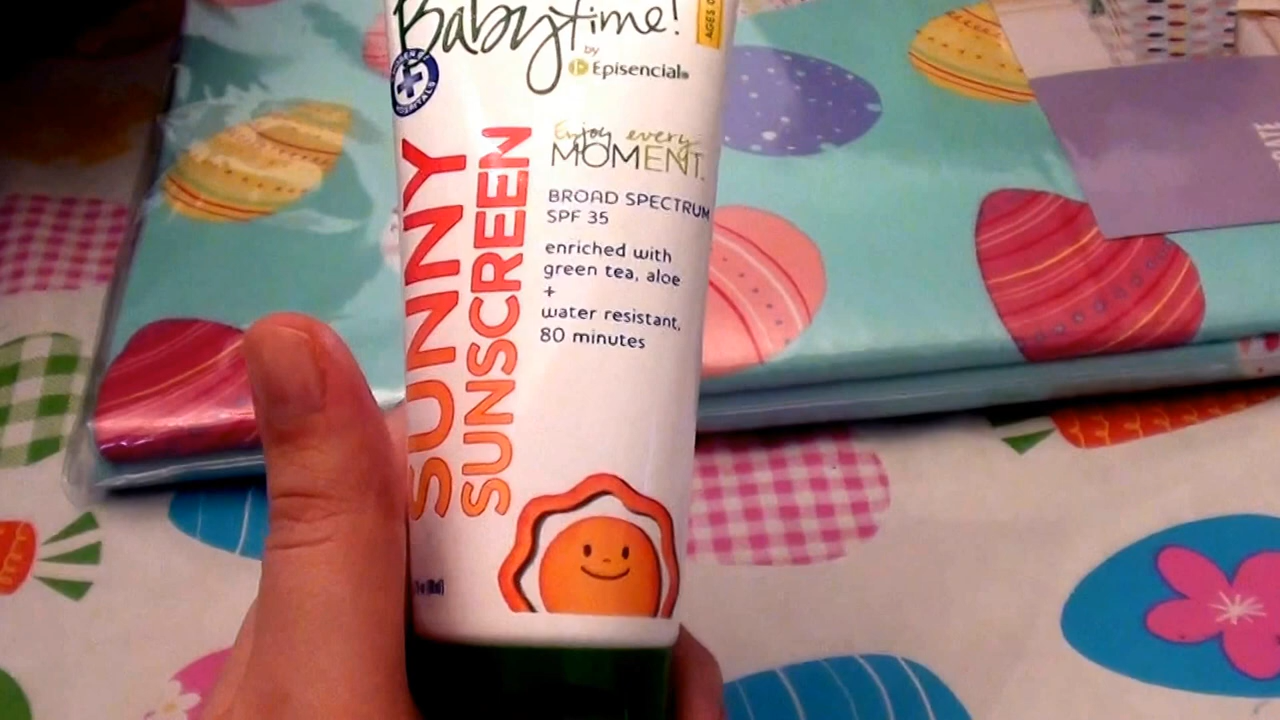 Babytime!
by
Episencial
AGES
SUNNY
SUNSCREEN
Enjoy every
MOMENT.
BROAD SPECTRUM
SPF 35
enriched with
green tea, aloe
+
water resistant,
80 minutes